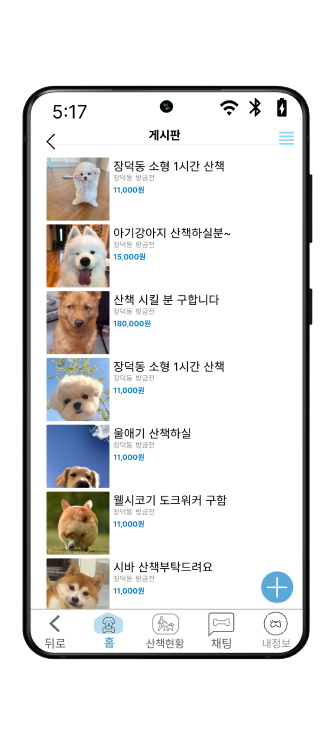 5:17
게시판
장덕동 소형 1시간 산책
장덕동 방금전
11,000원
아기강아지 산책하실분~
장덕동 방금전
15,000원
산책 시킬 분 구합니다
장덕동 방금전
180,000원
장덕동 소형 1시간 산책
장덕동 방금전
11,000원
울애기 산책하실
장덕동 방금전
11,000원
웰시코기 도크워커 구함
장덕동 방금전
11,000원
시바 산책부탁드려요
장덕동 방금전
11,000원
뒤로 홈 산책현황 채팅 내정보